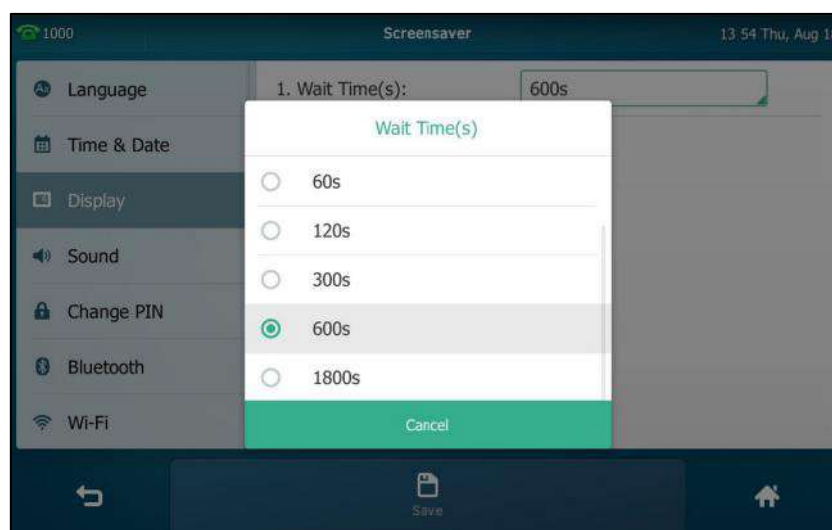 1000
Screensaver
13 54 Thu, Aug
Language
1. Wait Time(s):
600s
Time & Date
Display
Sound
Change PIN
Bluetooth
Wi-Fi
Wait Time(s)
60s
120s
300s
600s
1800s
Cancel
Save